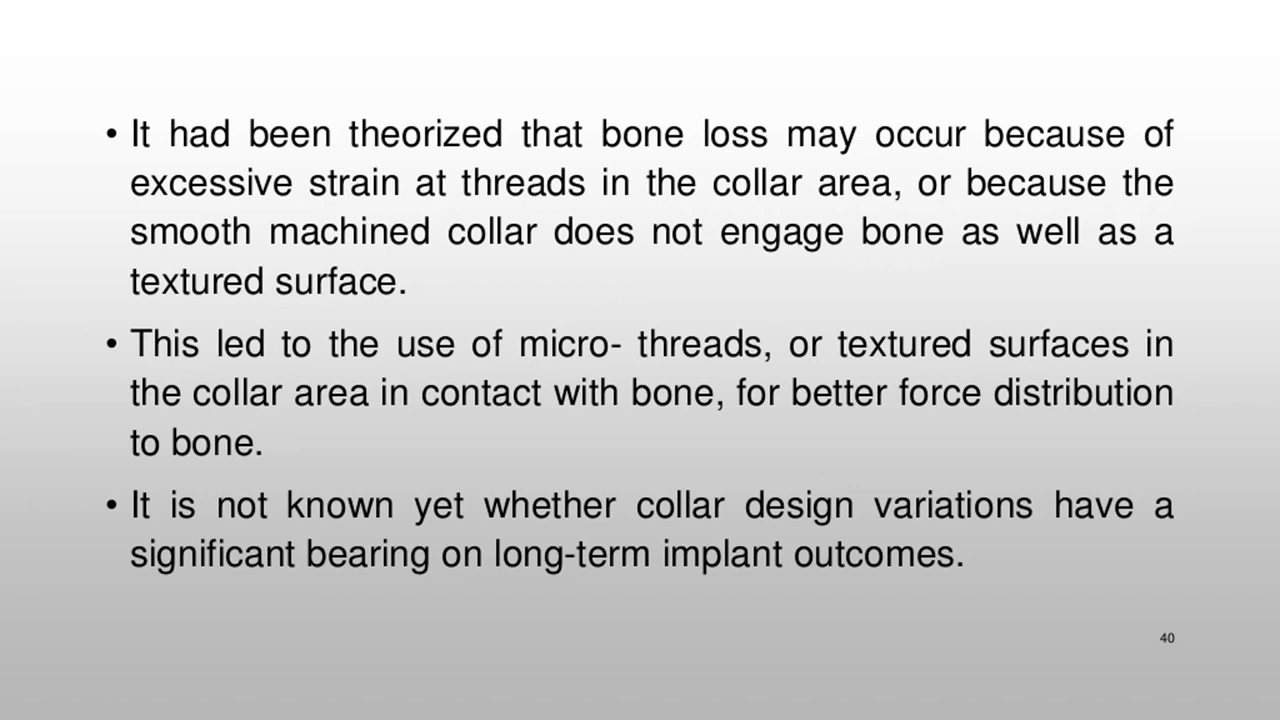 • It had been theorized that bone loss may occur because of
excessive strain at threads in the collar area, or because the
smooth machined collar does not engage bone as well as a
textured surface.
• This led to the use of micro- threads, or textured surfaces in
the collar area in contact with bone, for better force distribution
to bone.
• It is not known yet whether collar design variations have a
significant bearing on long-term implant outcomes.
40